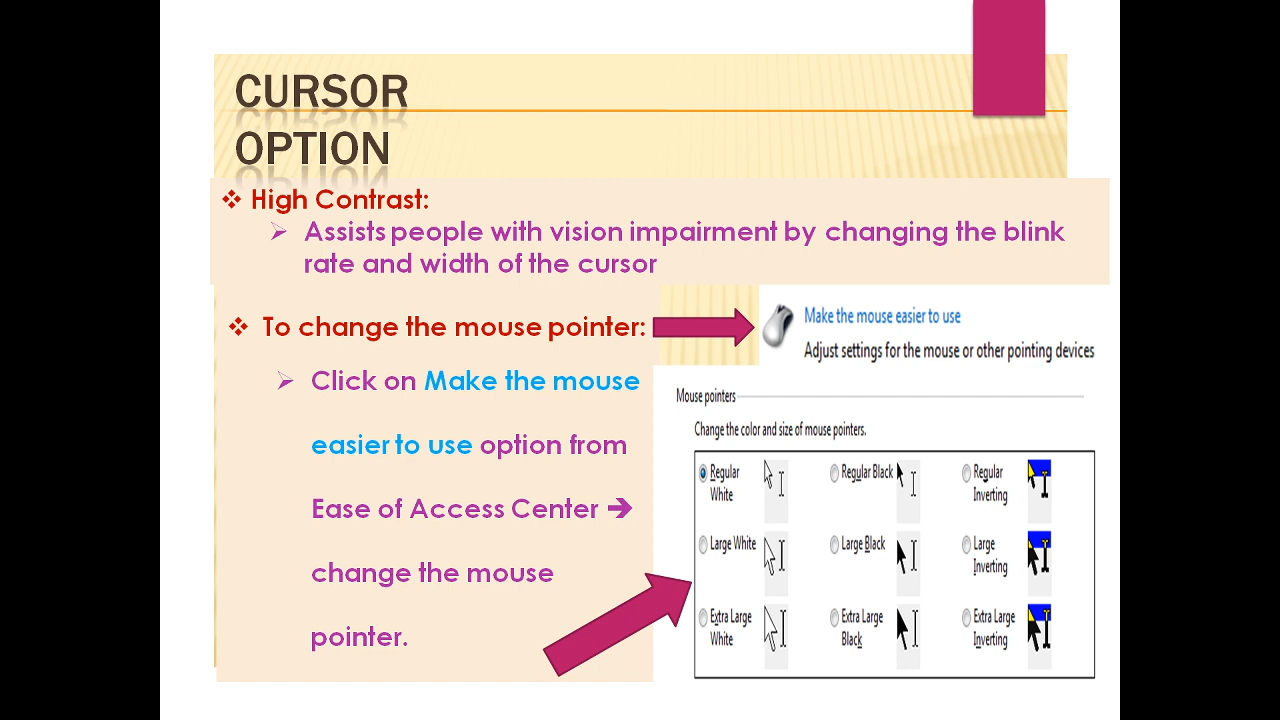 CURSOR
OPTION
❖ High Contrast:
➢ Assists people with vision impairment by changing the blink
rate and width of the cursor
❖ To change the mouse pointer:
➢ Click on Make the mouse
easier to use option from
Ease of Access Center ➔
change the mouse
pointer.
Make the mouse easier to use
Adjust settings for the mouse or other pointing devices
Mouse pointers
Change the color and size of mouse pointers.
Regular White
Regular Black
Regular Inverting
Large White
Large Black
Large Inverting
Extra Large White
Extra Large Black
Extra Large Inverting